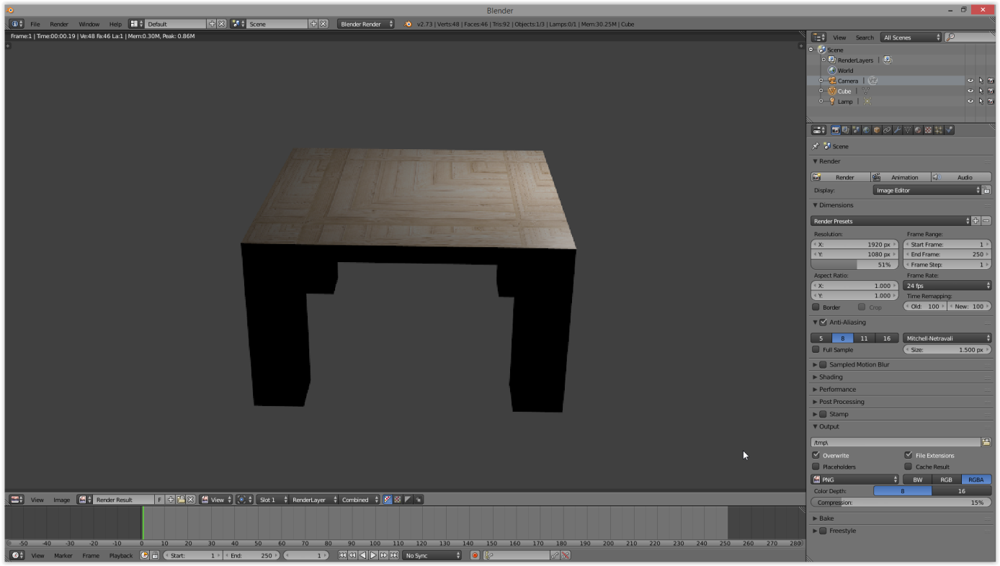 Blender
File Render Window Help Default Scene Blender Render v2.73 | Verts:48 | Faces:46 | Tris:92 | Objects:1/3 | Lamps:0/1 | Mem:30.25M | Cube
Frame:1 | Time:00:00.19 | Ve:48 Fa:46 La:1 | Mem:0.30M, Peak: 0.86M
View Search All Scenes
Scene
RenderLayers |
World
Camera |
Cube |
Lamp |
Scene
Render
Render Animation Audio
Display: Image Editor
Dimensions
Render Presets
Resolution: Frame Range:
X: 1920 px Start Frame: 1
Y: 1080 px End Frame: 250
51% Frame Step: 1
Aspect Ratio: Frame Rate:
X: 1.000 24 fps
Y: 1.000 Time Remapping:
Border Crop Old: 100 New: 100
Anti-Aliasing
5 8 11 16 Mitchell-Netravali
Full Sample Size: 1.500 px
Sampled Motion Blur
Shading
Performance
Post Processing
Stamp
Output
/tmp\
Overwrite File Extensions
Placeholders Cache Result
PNG BW RGB RGBA
Color Depth: 8 16
Compression: 15%
Bake
Freestyle
View Image Render Result F View Slot 1 RenderLayer Combined
-50 -40 -30 -20 -10 0 10 20 30 40 50 60 70 80 90 100 110 120 130 140 150 160 170 180 190 200 210 220 230 240 250 260 270 280
View Marker Frame Playback Start: 1 End: 250 1 No Sync